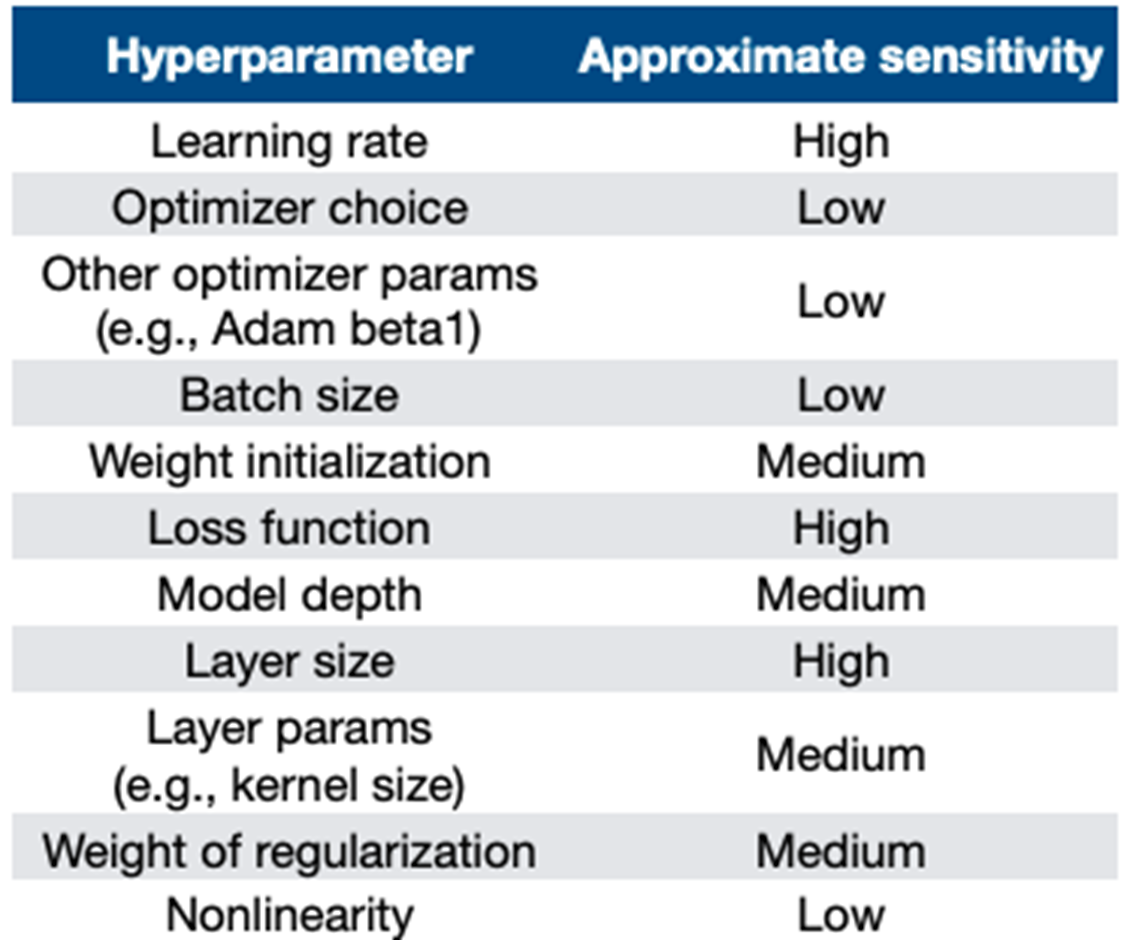 Hyperparameter Approximate sensitivity
Learning rate High
Optimizer choice Low
Other optimizer params
(e.g., Adam beta1) Low
Batch size Low
Weight initialization Medium
Loss function High
Model depth Medium
Layer size High
Layer params
(e.g., kernel size) Medium
Weight of regularization Medium
Nonlinearity Low